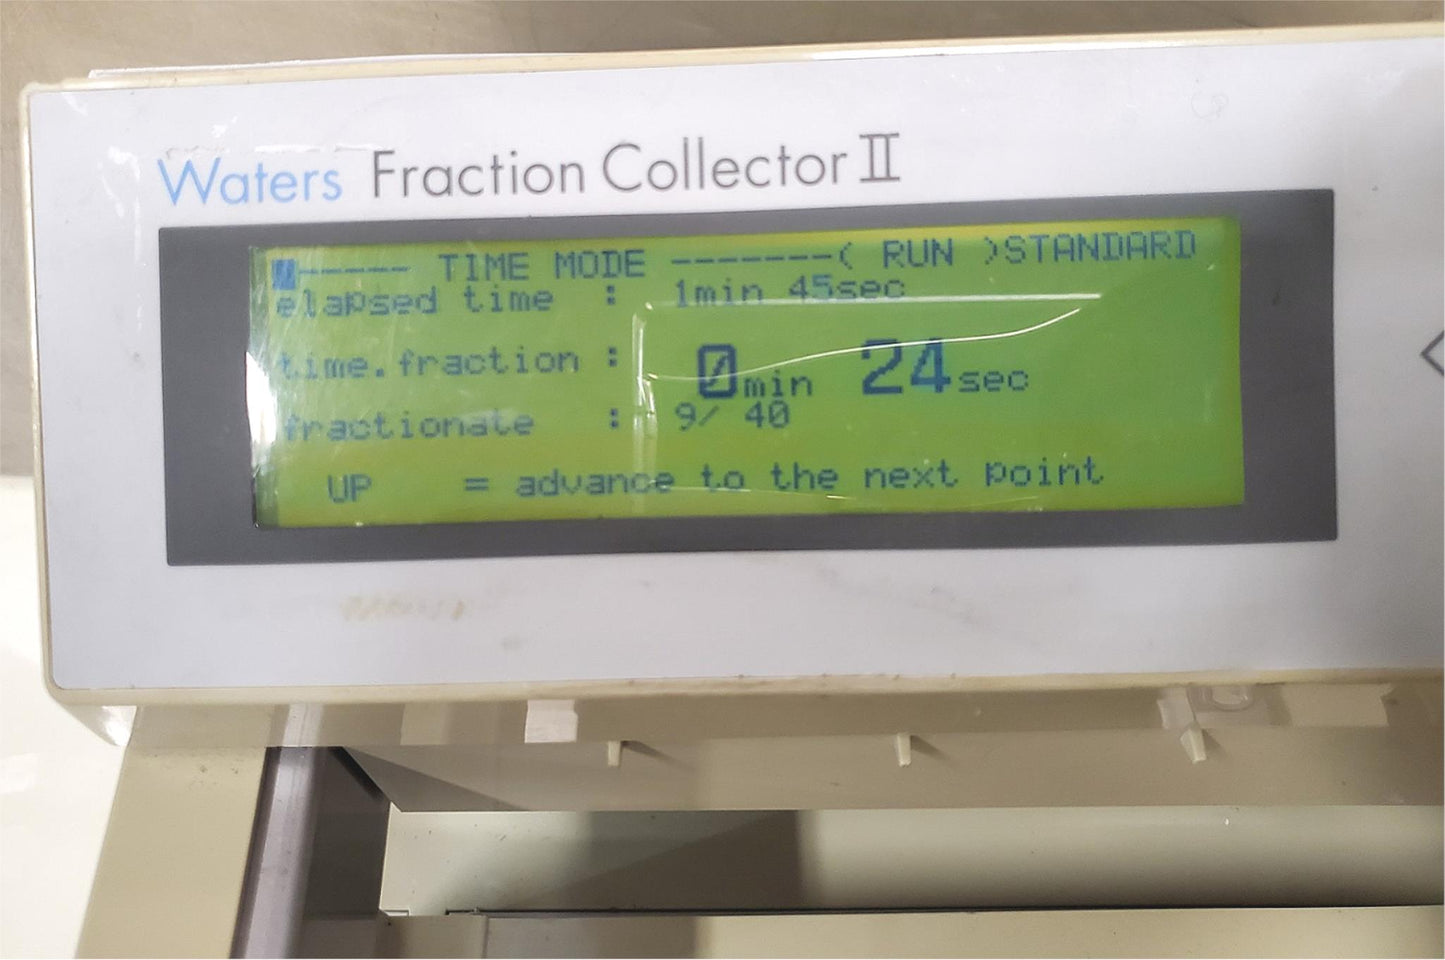 Waters Fraction Collector II
----- TIME MODE -------( RUN )STANDARD
elapsed time : 1min 45sec
time.fraction : 0min 24sec
fractionate : 9/ 40
UP = advance to the next point